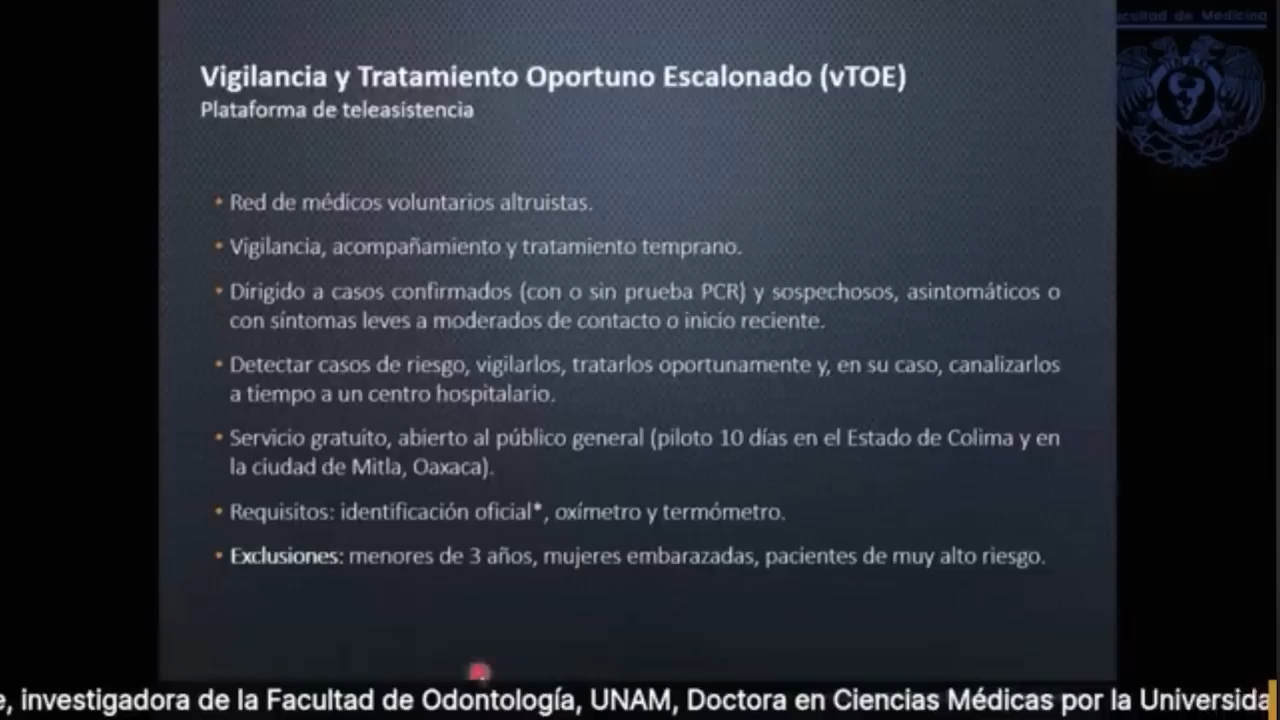 Facultad de Medicina
Vigilancia y Tratamiento Oportuno Escalonado (vTOE)
Plataforma de teleasistencia
• Red de médicos voluntarios altruistas.
• Vigilancia, acompañamiento y tratamiento temprano.
• Dirigido a casos confirmados (con o sin prueba PCR) y sospechosos, asintomáticos o
con síntomas leves a moderados de contacto o inicio reciente.
• Detectar casos de riesgo, vigilarlos, tratarlos oportunamente y, en su caso, canalizarlos
a tiempo a un centro hospitalario.
• Servicio gratuito, abierto al público general (piloto 10 días en el Estado de Colima y en
la ciudad de Mitla, Oaxaca).
• Requisitos: identificación oficial*, oxímetro y termómetro.
• Exclusiones: menores de 3 años, mujeres embarazadas, pacientes de muy alto riesgo.
e, investigadora de la Facultad de Odontología, UNAM, Doctora en Ciencias Médicas por la Universida